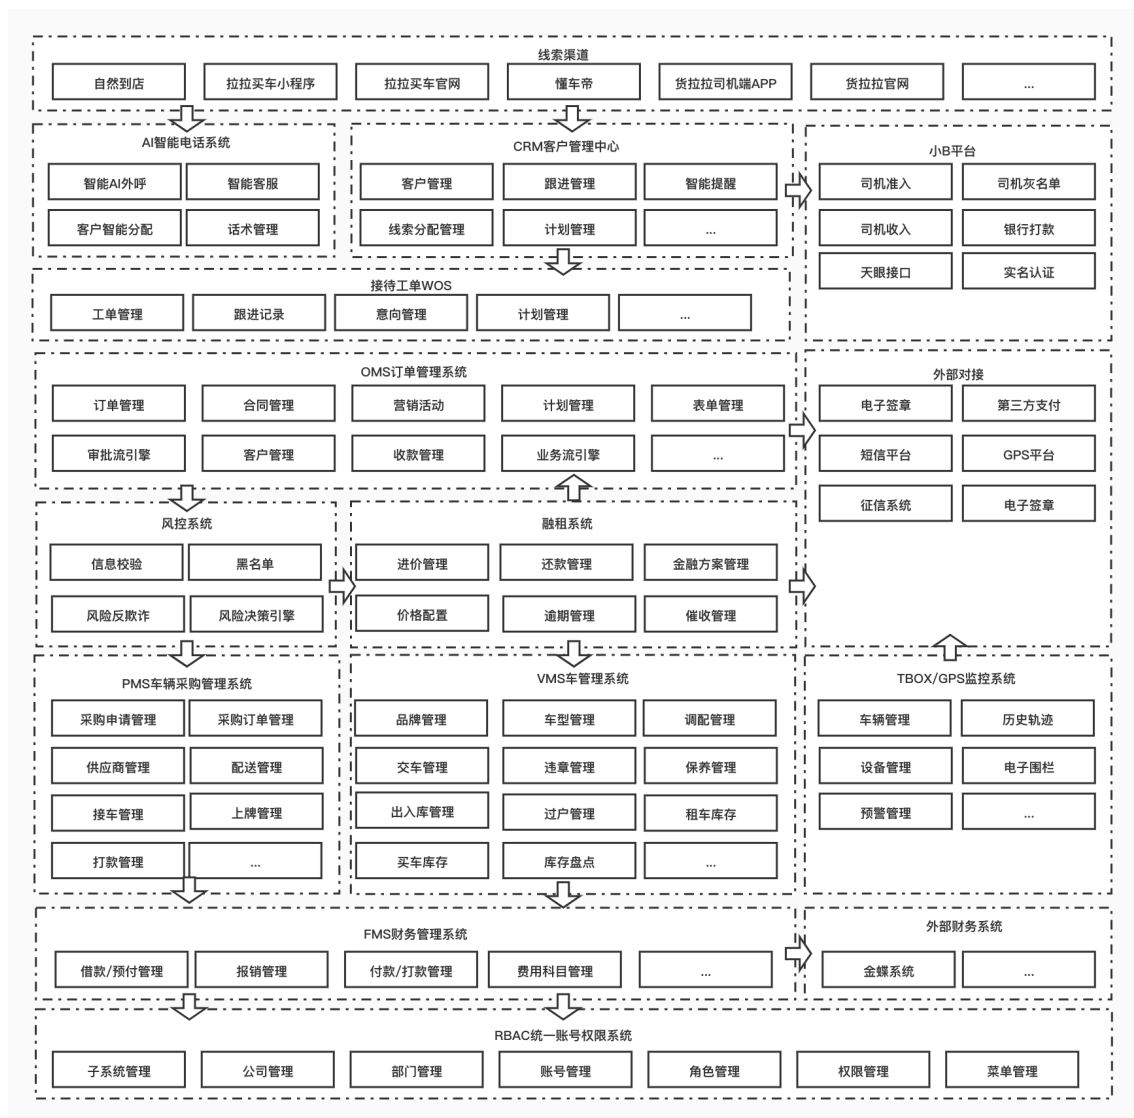 线索渠道
自然到店
拉拉买车小程序
拉拉买车官网
懂车帝
货拉拉司机端APP
货拉拉官网
...
AI智能电话系统
智能AI外呼
智能客服
客户智能分配
话术管理
CRM客户管理中心
客户管理
跟进管理
智能提醒
线索分配管理
计划管理
...
小B平台
司机准入
司机灰名单
司机收入
银行打款
天眼接口
实名认证
接待工单WOS
工单管理
跟进记录
意向管理
计划管理
...
OMS订单管理系统
订单管理
合同管理
营销活动
计划管理
表单管理
审批流引擎
客户管理
收款管理
业务流引擎
...
外部对接
电子签章
第三方支付
短信平台
GPS平台
征信系统
电子签章
风控系统
信息校验
黑名单
风险反欺诈
风险决策引擎
融租系统
进价管理
还款管理
金融方案管理
价格配置
逾期管理
催收管理
PMS车辆采购管理系统
采购申请管理
采购订单管理
供应商管理
配送管理
接车管理
上牌管理
打款管理
...
VMS车管理系统
品牌管理
车型管理
调配管理
交车管理
违章管理
保养管理
出入库管理
过户管理
租车库存
买车库存
库存盘点
...
TBOX/GPS监控系统
车辆管理
历史轨迹
设备管理
电子围栏
预警管理
...
FMS财务管理系统
借款/预付管理
报销管理
付款/打款管理
费用科目管理
...
外部财务系统
金蝶系统
...
RBAC统一账号权限系统
子系统管理
公司管理
部门管理
账号管理
角色管理
权限管理
菜单管理